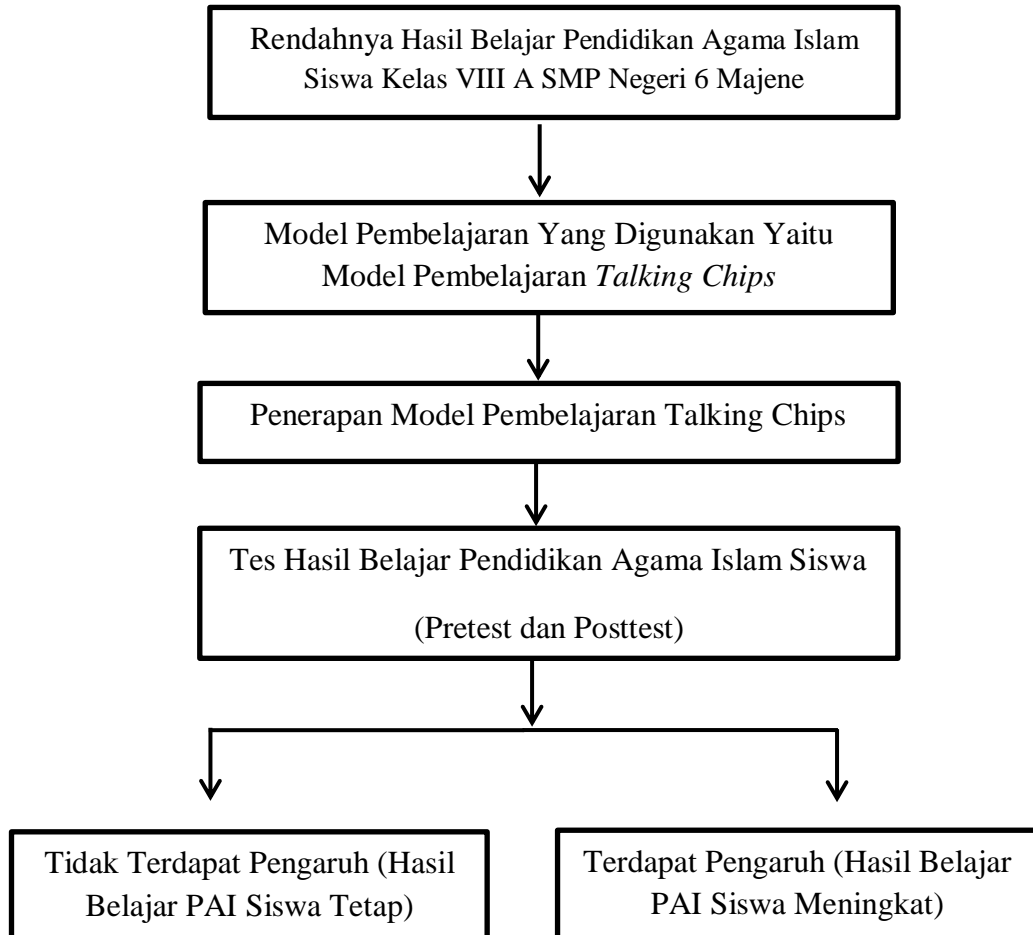 Rendahnya Hasil Belajar Pendidikan Agama Islam
Siswa Kelas VIII A SMP Negeri 6 Majene
Model Pembelajaran Yang Digunakan Yaitu
Model Pembelajaran Talking Chips
Penerapan Model Pembelajaran Talking Chips
Tes Hasil Belajar Pendidikan Agama Islam Siswa
(Pretest dan Posttest)
Tidak Terdapat Pengaruh (Hasil
Belajar PAI Siswa Tetap)
Terdapat Pengaruh (Hasil Belajar
PAI Siswa Meningkat)